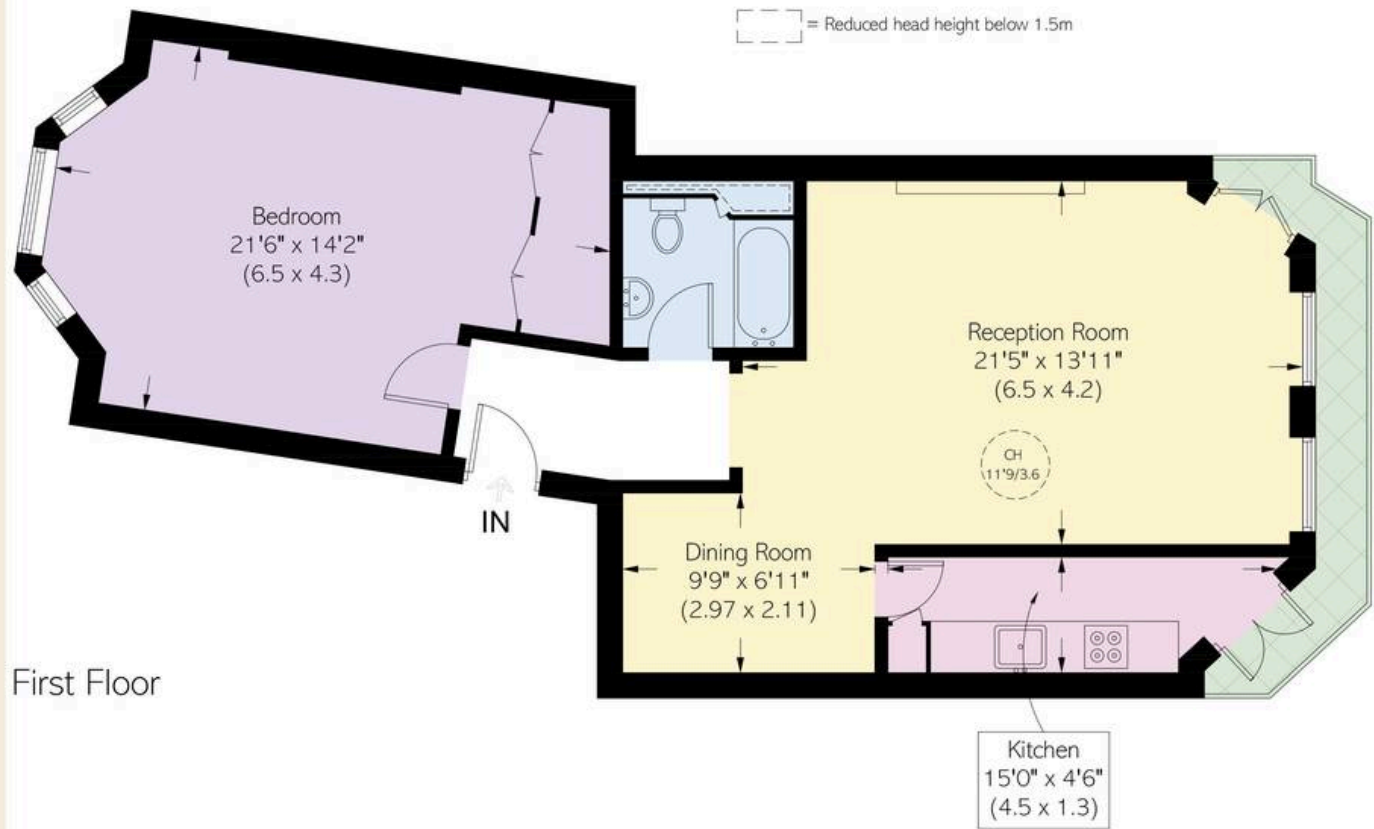 = Reduced head height below 1.5m
Bedroom
21'6" x 14'2"
(6.5 x 4.3)
Reception Room
21'5" x 13'11"
(6.5 x 4.2)
CH
11'9/3.6
IN
Dining Room
9'9" x 6'11"
(2.97 x 2.11)
First Floor
Kitchen
15'0" x 4'6"
(4.5 x 1.3)